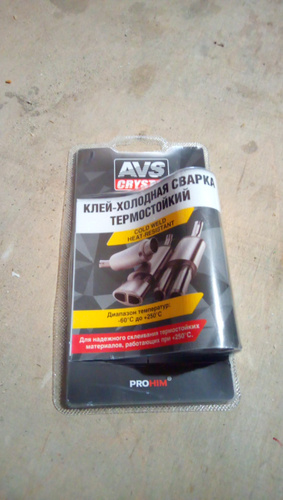 AVS
CRYST
КЛЕЙ-ХОЛОДНАЯ СВАРКА
ТЕРМОСТОЙКИЙ
COLD WELD
HEAT-RESISTANT
Диапазон температур:
-60°С до +250°С
Для надежного склеивания термостойких
материалов, работающих при +250°С.
PROHIM®